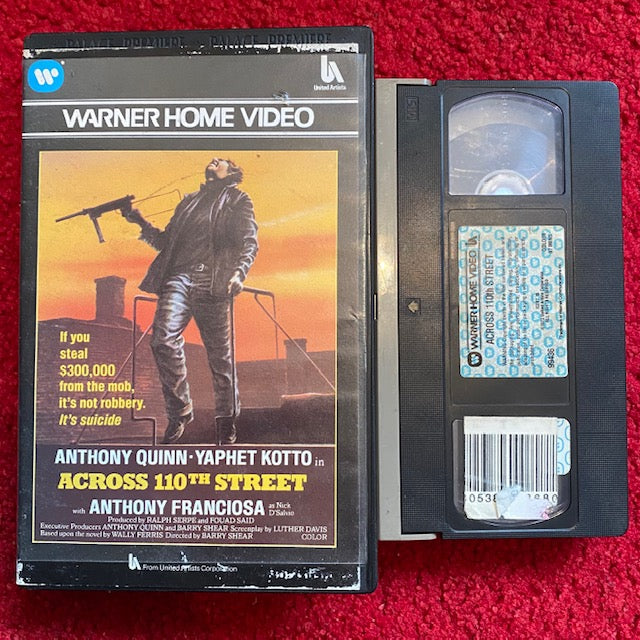 PALACE PREMIERE PALACE PREMIERE
United Artists
WARNER HOME VIDEO
If you
steal
$300,000
from the mob,
it's not robbery.
It's suicide
ANTHONY QUINN·YAPHET KOTTO in
ACROSS 110TH STREET
with ANTHONY FRANCIOSA as Nick
D'Salvio
Produced by RALPH SERPE and FOUAD SAID
Executive Producers ANTHONY QUINN and BARRY SHEAR Screenplay by LUTHER DAVIS
Based upon the novel by WALLY FERRIS Directed by BARRY SHEAR COLOR
From United Artists Corporation
VHS
WARNER HOME VIDEO
ACROSS 110TH STREET